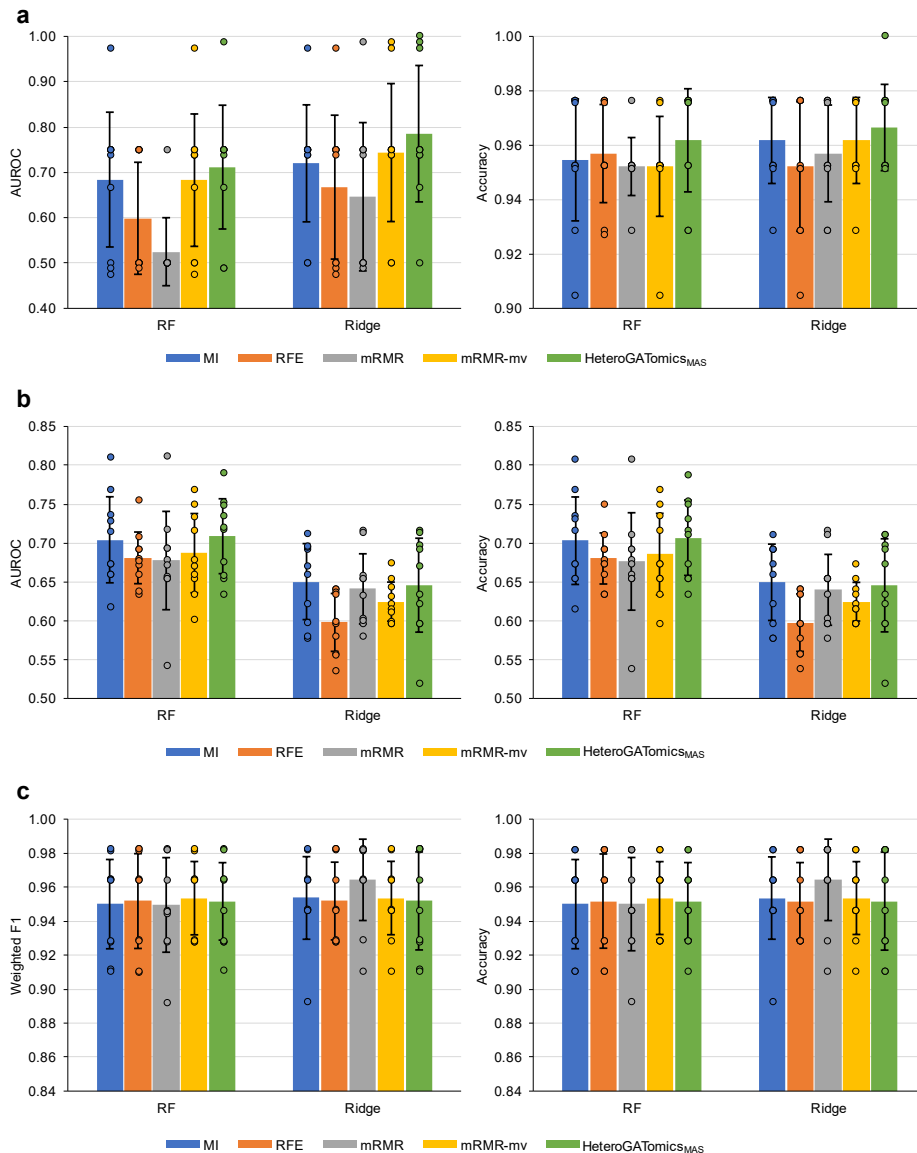 a
1.00
0.90
0.80
0.70
0.60
0.50
0.40
AUROC
RF
Ridge
1.00
0.98
0.96
0.94
0.92
0.90
Accuracy
RF
Ridge
MI RFE mRMR mRMR-mv HeteroGATomicsMAS
b
0.85
0.80
0.75
0.70
0.65
0.60
0.55
0.50
AUROC
RF
Ridge
0.85
0.80
0.75
0.70
0.65
0.60
0.55
0.50
Accuracy
RF
Ridge
MI RFE mRMR mRMR-mv HeteroGATomicsMAS
c
1.00
0.98
0.96
0.94
0.92
0.90
0.88
0.86
0.84
Weighted F1
RF
Ridge
1.00
0.98
0.96
0.94
0.92
0.90
0.88
0.86
0.84
Accuracy
RF
Ridge
MI RFE mRMR mRMR-mv HeteroGATomicsMAS